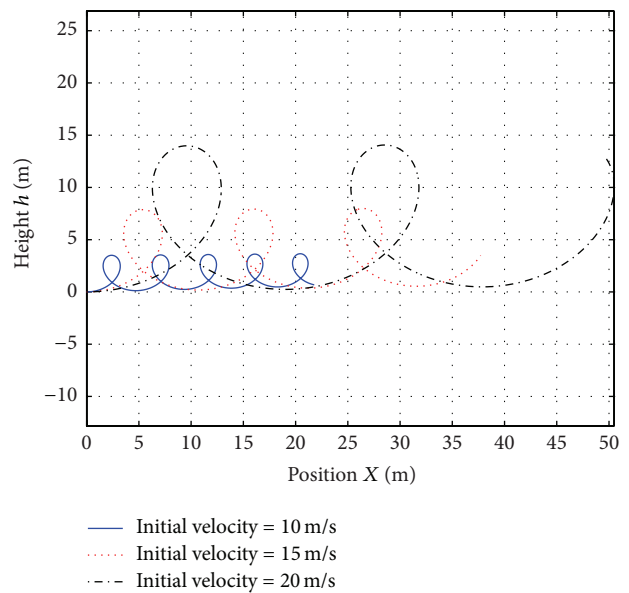 25
20
15
10
5
0
−5
−10
Height h (m)
0 5 10 15 20 25 30 35 40 45 50
Position X (m)
Initial velocity = 10 m/s
Initial velocity = 15 m/s
Initial velocity = 20 m/s